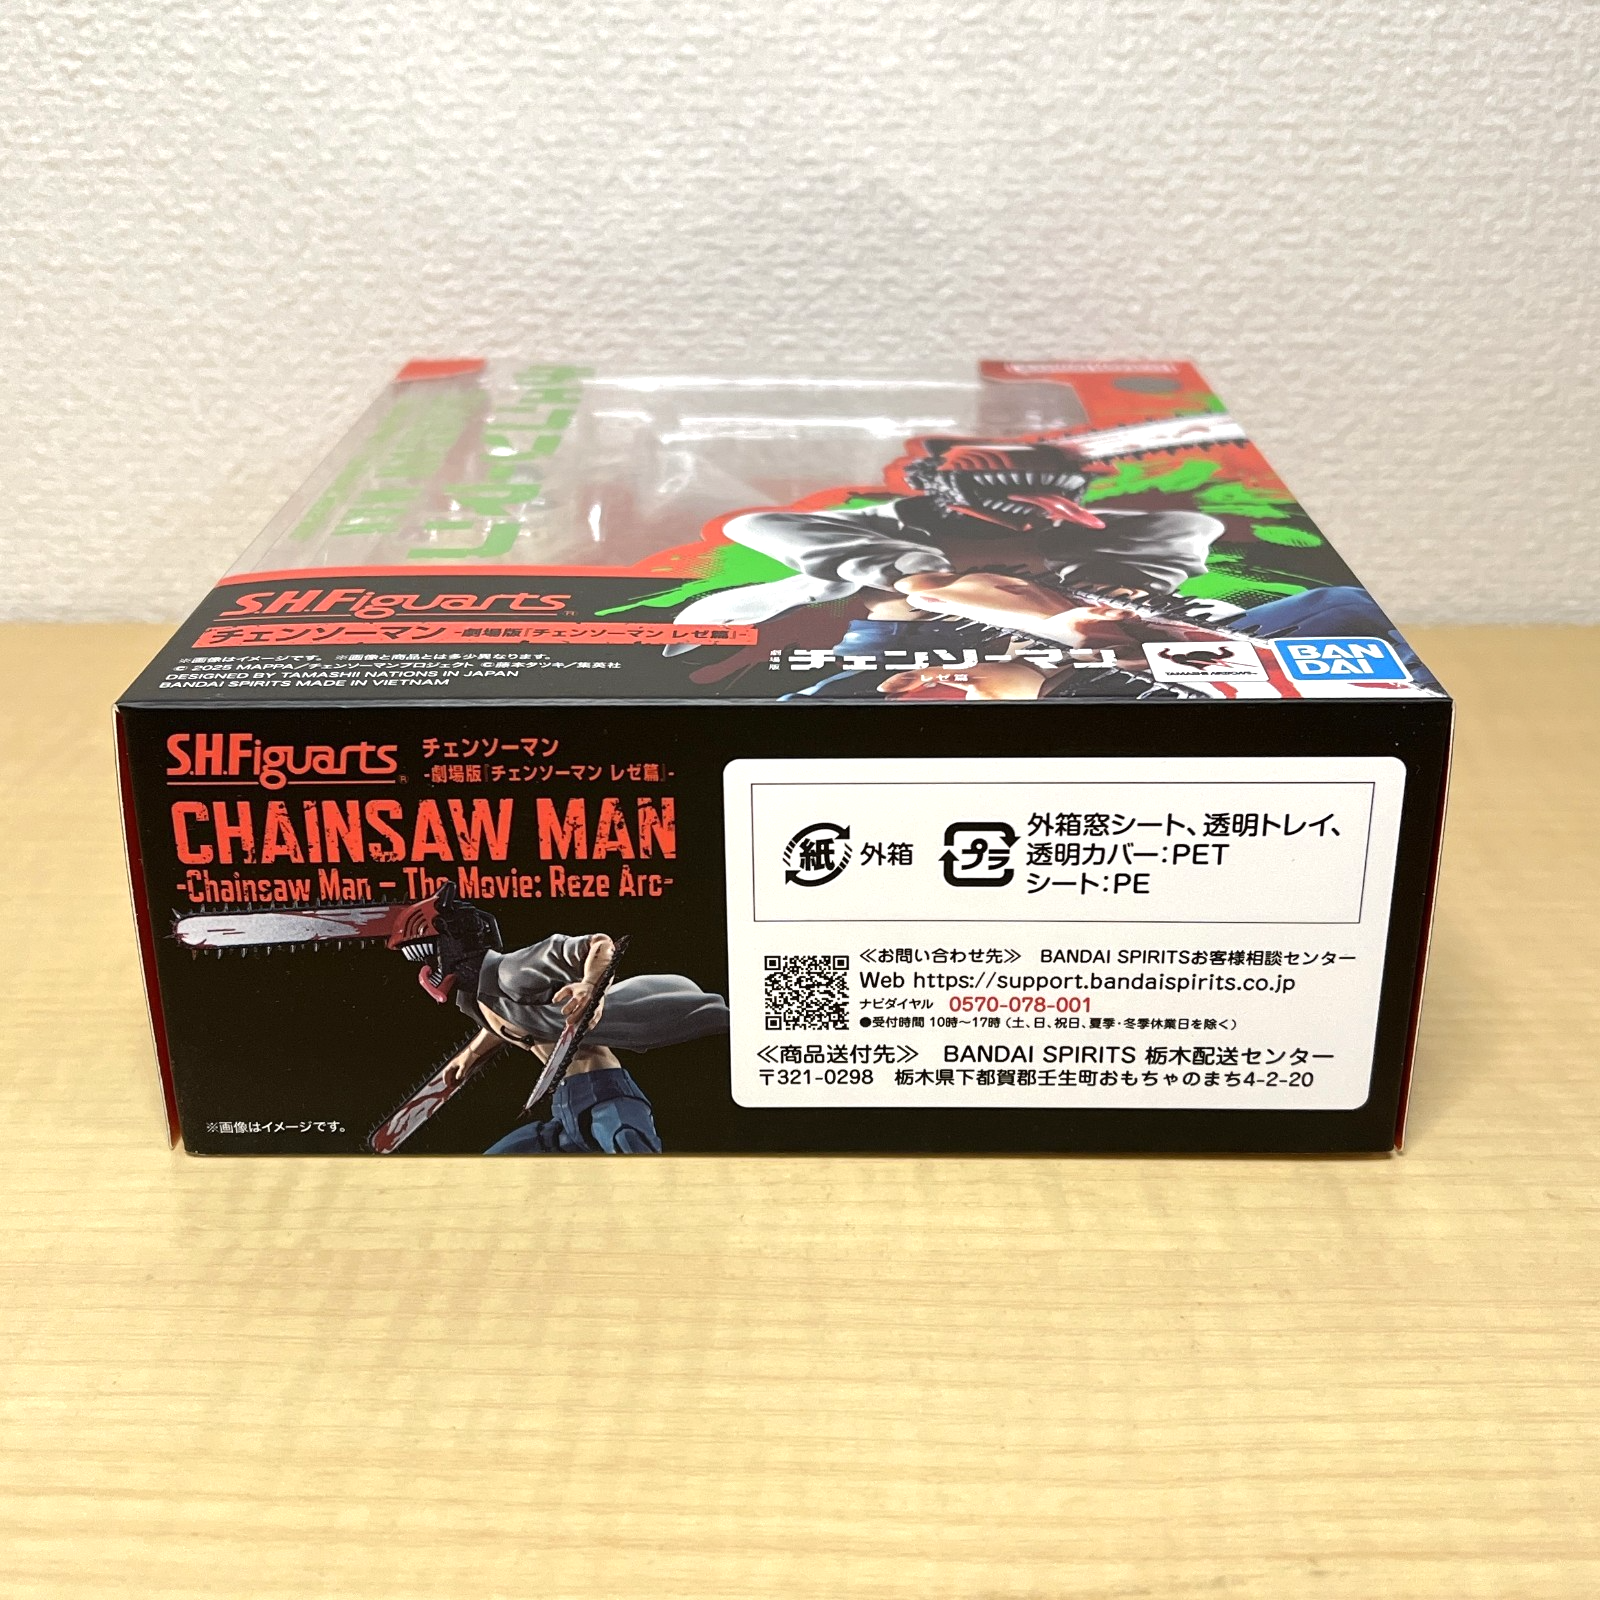 S.H.Figuarts
チェンソーマン -劇場版『チェンソーマン レゼ篇』-
※画像はイメージです。 ※画像と商品とは多少異なります。
© 2025 MAPPA/チェンソーマンプロジェクト ©藤本タツキ/集英社
DESIGNED BY TAMASHII NATIONS IN JAPAN
BANDAI SPIRITS MADE IN VIETNAM
劇場版 チェンソーマン
レゼ篇
TAMASHII NATIONS
BAN
DAI
S.H.Figuarts®
チェンソーマン
-劇場版『チェンソーマン レゼ篇』-
CHAINSAW MAN
-Chainsaw Man – The Movie: Reze Arc-
※画像はイメージです。
紙 外箱
プラ 外箱窓シート、透明トレイ、
透明カバー:PET
シート:PE
≪お問い合わせ先≫ BANDAI SPIRITSお客様相談センター
Web https://support.bandaispirits.co.jp
ナビダイヤル 0570-078-001
●受付時間 10時～17時 (土、日、祝日、夏季・冬季休業日を除く)
≪商品送付先≫ BANDAI SPIRITS 栃木配送センター
〒321-0298 栃木県下都賀郡壬生町おもちゃのまち4-2-20